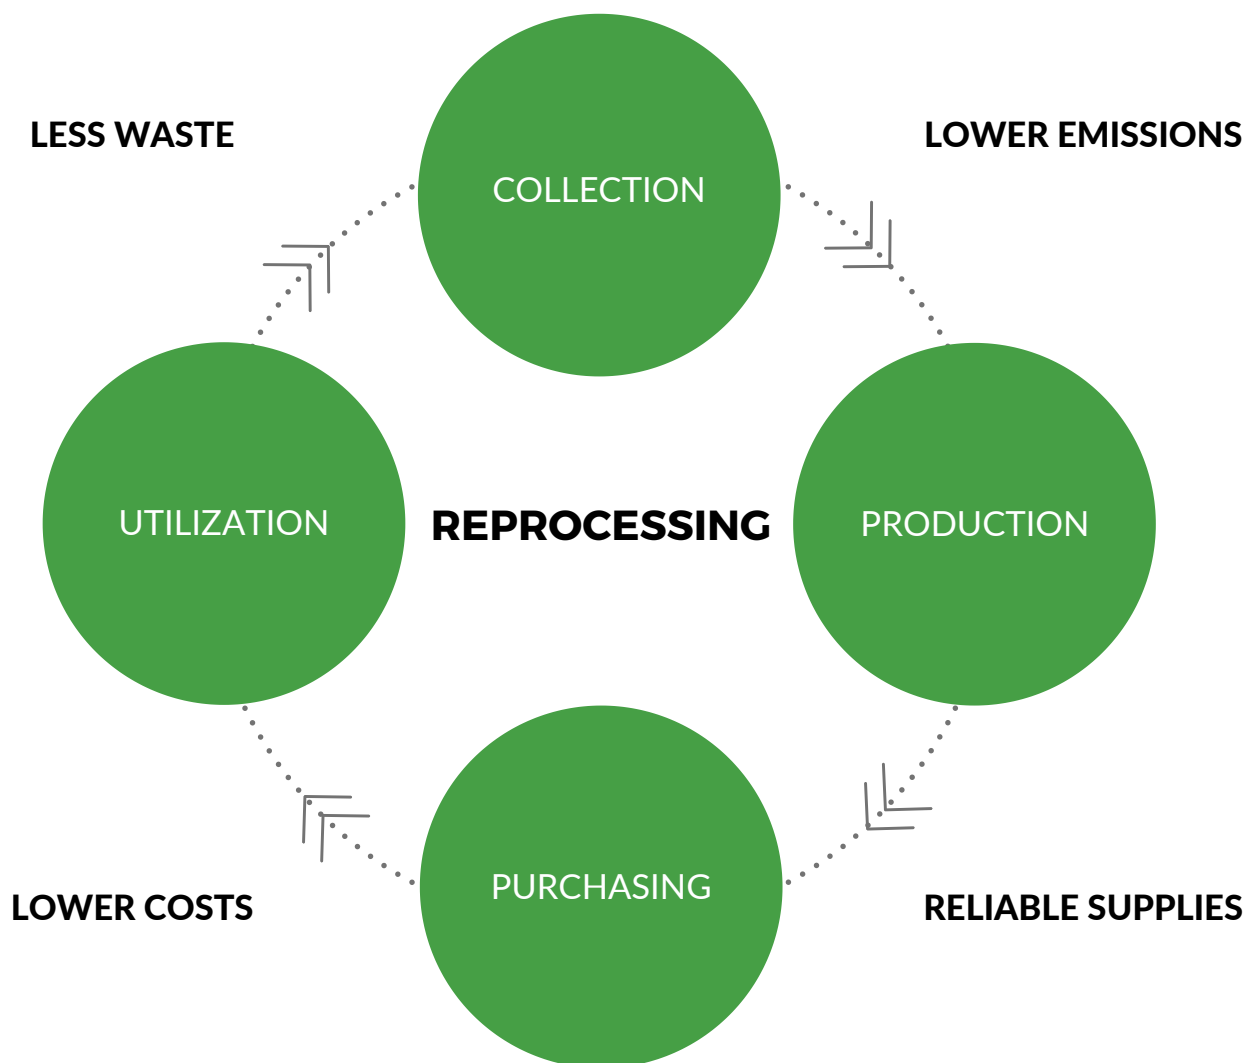 LESS WASTE
LOWER EMISSIONS
COLLECTION
UTILIZATION
REPROCESSING
PRODUCTION
PURCHASING
LOWER COSTS
RELIABLE SUPPLIES